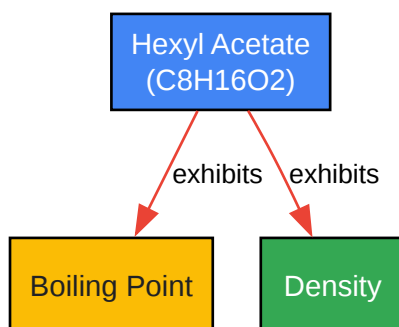 Hexyl Acetate
(C8H16O2)
exhibits
exhibits
Boiling Point
Density